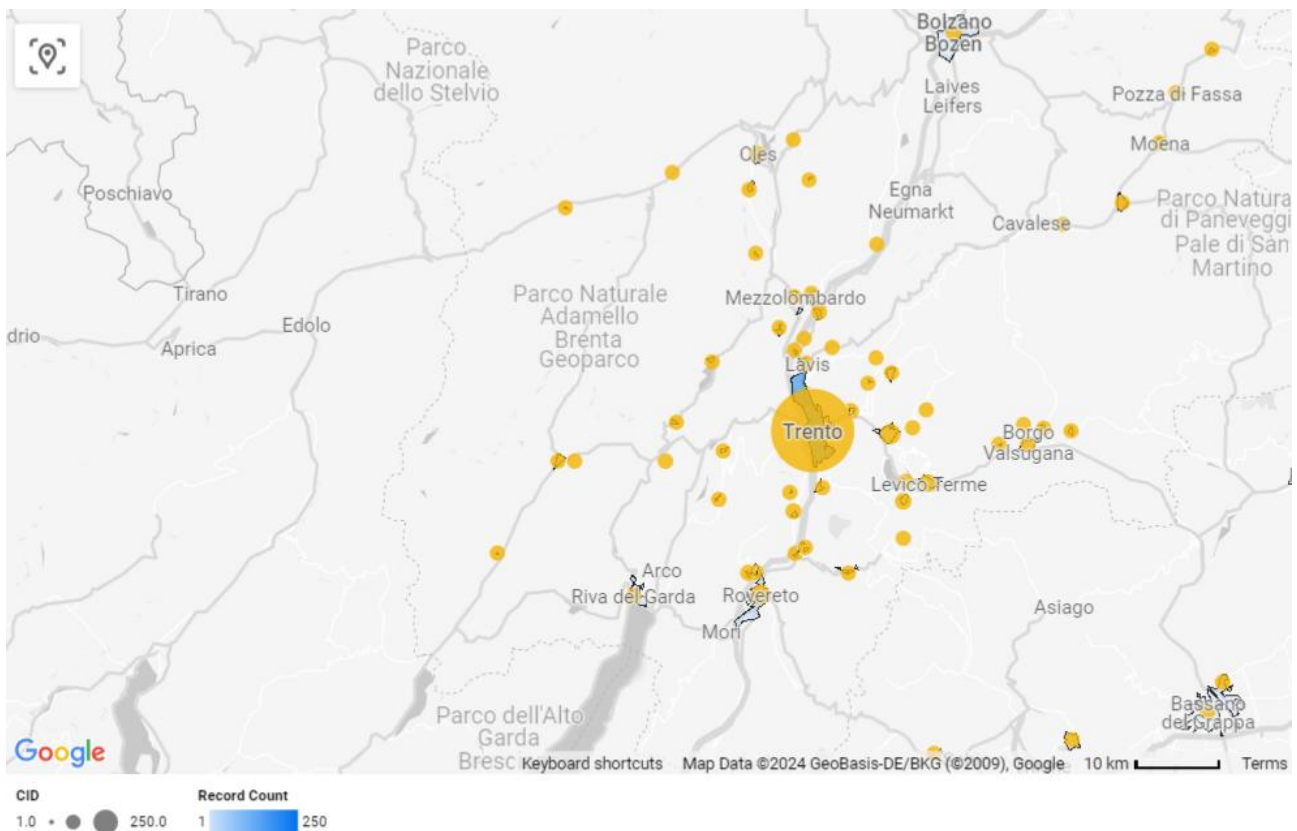 Bolzano
Bozen
Parco
Nazionale
dello Stelvio
Laives
Leifers
Pozza di Fassa
Cles
Moena
Poschiavo
Egna
Neumarkt
Cavalese
Parco Natura
di Paneveggi
Pale di San
Martino
Tirano
Parco Naturale
Adamello
Brenta
Geoparco
Mezzolombardo
Edolo
drio
Aprica
Lavis
Trento
Borgo
Valsugana
Levico Terme
Arco
Riva del Garda
Rovereto
Asiago
Mori
Parco dell'Alto
Garda
Bresc
Bassano
del Grappa
Google
Keyboard shortcuts Map Data ©2024 GeoBasis-DE/BKG (©2009), Google 10 km Terms
CID Record Count
1.0 250.0 1 250